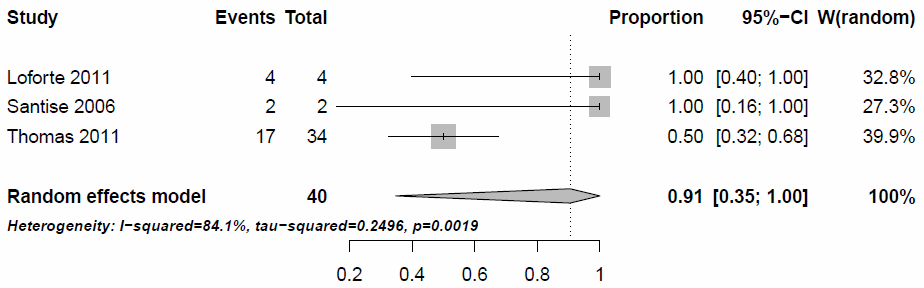 Study Events Total Proportion 95%−CI W(random)
Loforte 2011 4 4 1.00 [0.40; 1.00] 32.8%
Santise 2006 2 2 1.00 [0.16; 1.00] 27.3%
Thomas 2011 17 34 0.50 [0.32; 0.68] 39.9%
Random effects model 40 0.91 [0.35; 1.00] 100%
Heterogeneity: I−squared=84.1%, tau−squared=0.2496, p=0.0019
0.2 0.4 0.6 0.8 1